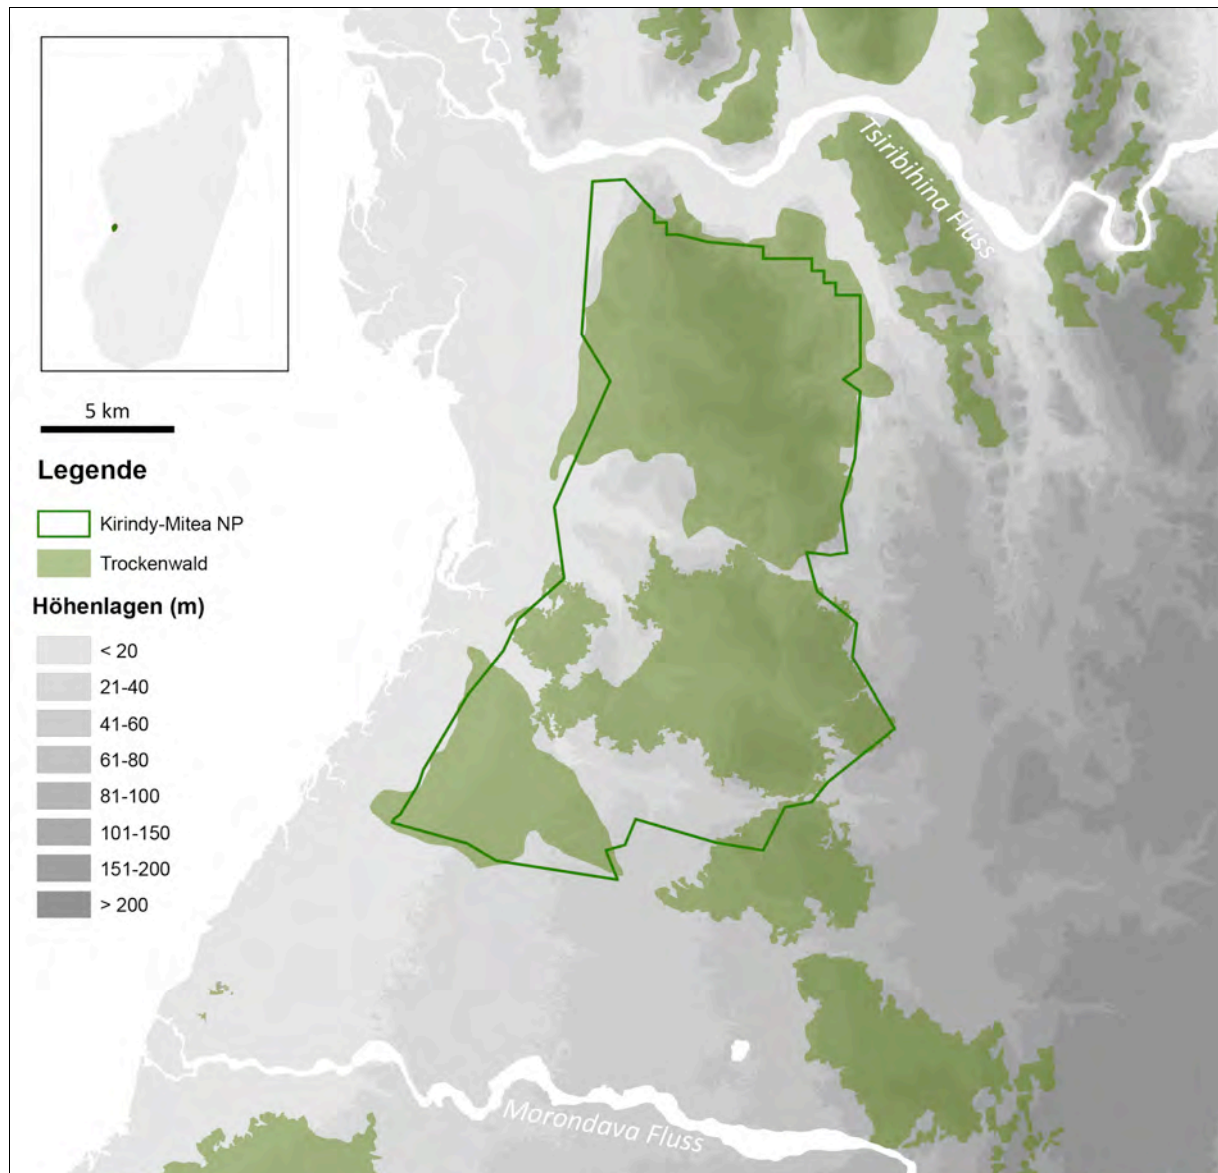 Tsiribihina Fluss
5 km
Legende
Kirindy-Mitea NP
Trockenwald
Höhenlagen (m)
< 20
21-40
41-60
61-80
81-100
101-150
151-200
> 200
Morondava Fluss